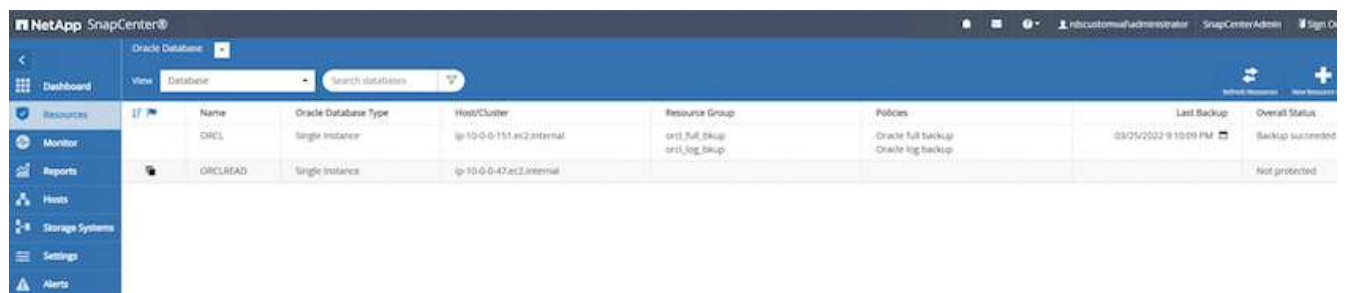 NetApp SnapCenter®
rdscustomval\administrator SnapCenterAdmin Sign O
Oracle Database
View Database Search databases
Refresh Resources New Resource
Name Oracle Database Type Host/Cluster Resource Group Policies Last Backup Overall Status
ORCL Single Instance ip-10-0-0-151.ec2.internal orcl_full_bkup Oracle full backup 03/25/2022 9:10:09 PM Backup succeeded
orcl_log_bkup Oracle log backup
ORCLREAD Single Instance ip-10-0-0-47.ec2.internal Not protected
Dashboard
Resources
Monitor
Reports
Hosts
Storage Systems
Settings
Alerts